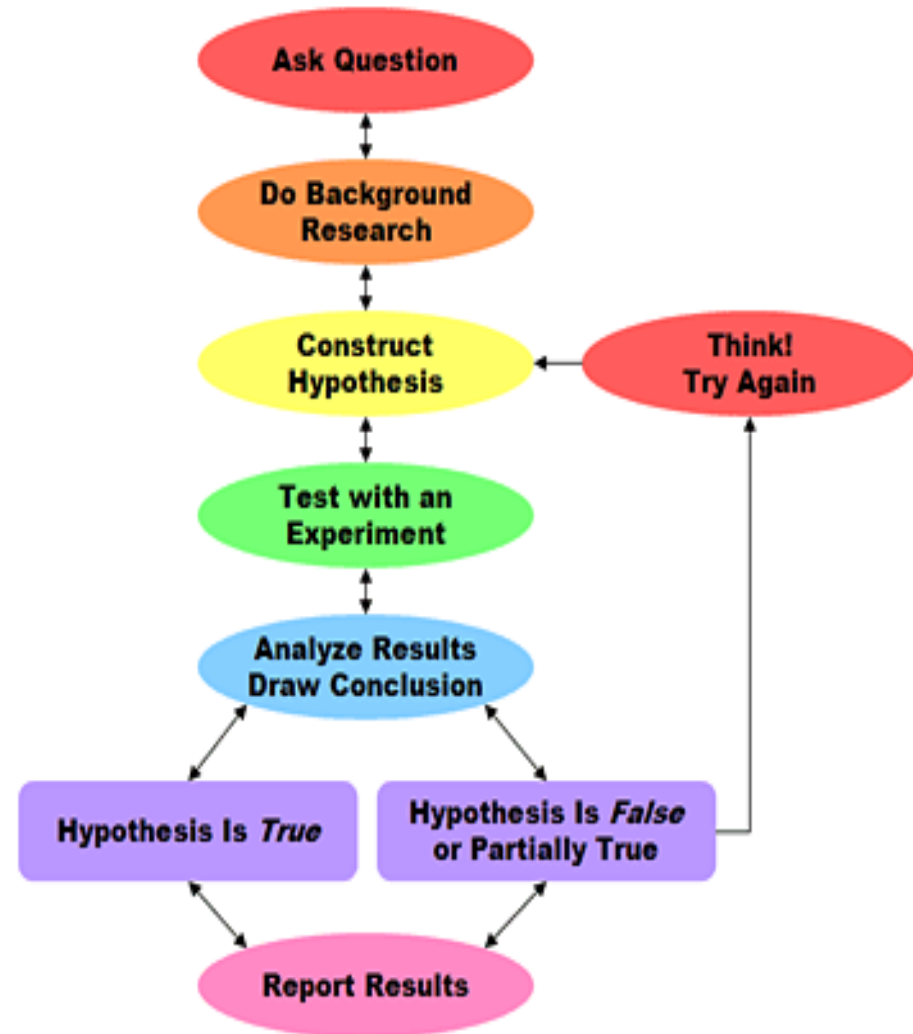 Ask Question
Do Background
Research
Construct
Hypothesis
Think!
Try Again
Test with an
Experiment
Analyze Results
Draw Conclusion
Hypothesis Is True
Hypothesis Is False
or Partially True
Report Results